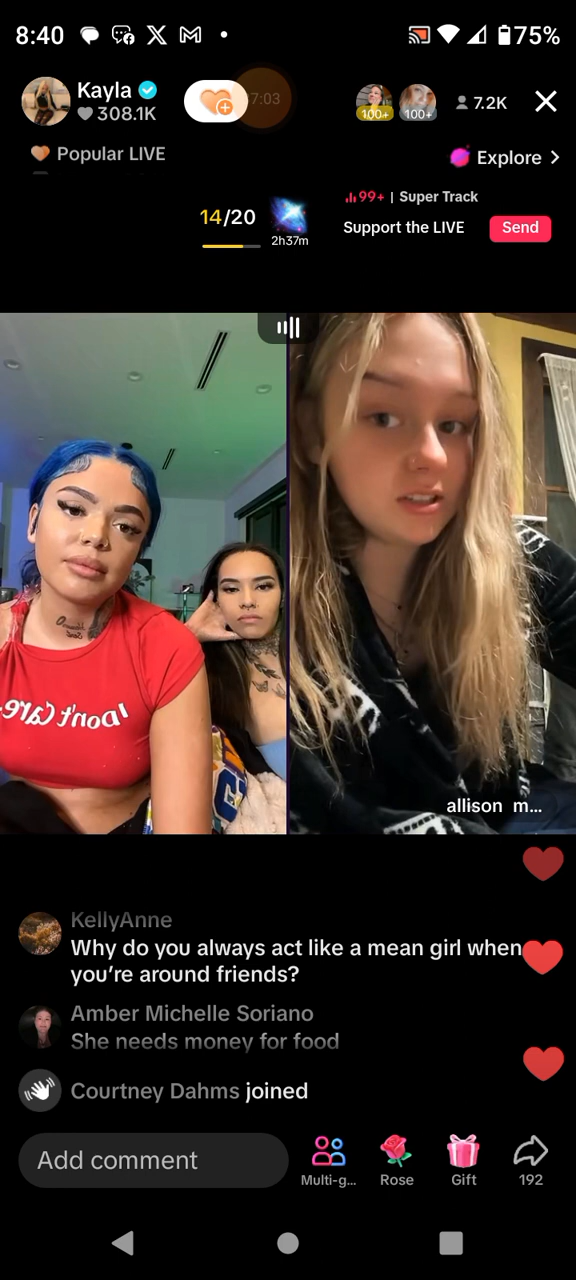 8:40
75%
Kayla
308.1K
7:03
100+
100+
7.2K
Popular LIVE
Explore >
14/20
2h37m
99+ | Super Track
Support the LIVE
Send
I Don't Care
allison m...
KellyAnne
Why do you always act like a mean girl when
you're around friends?
Amber Michelle Soriano
She needs money for food
Courtney Dahms joined
Add comment
Multi-g...
Rose
Gift
192